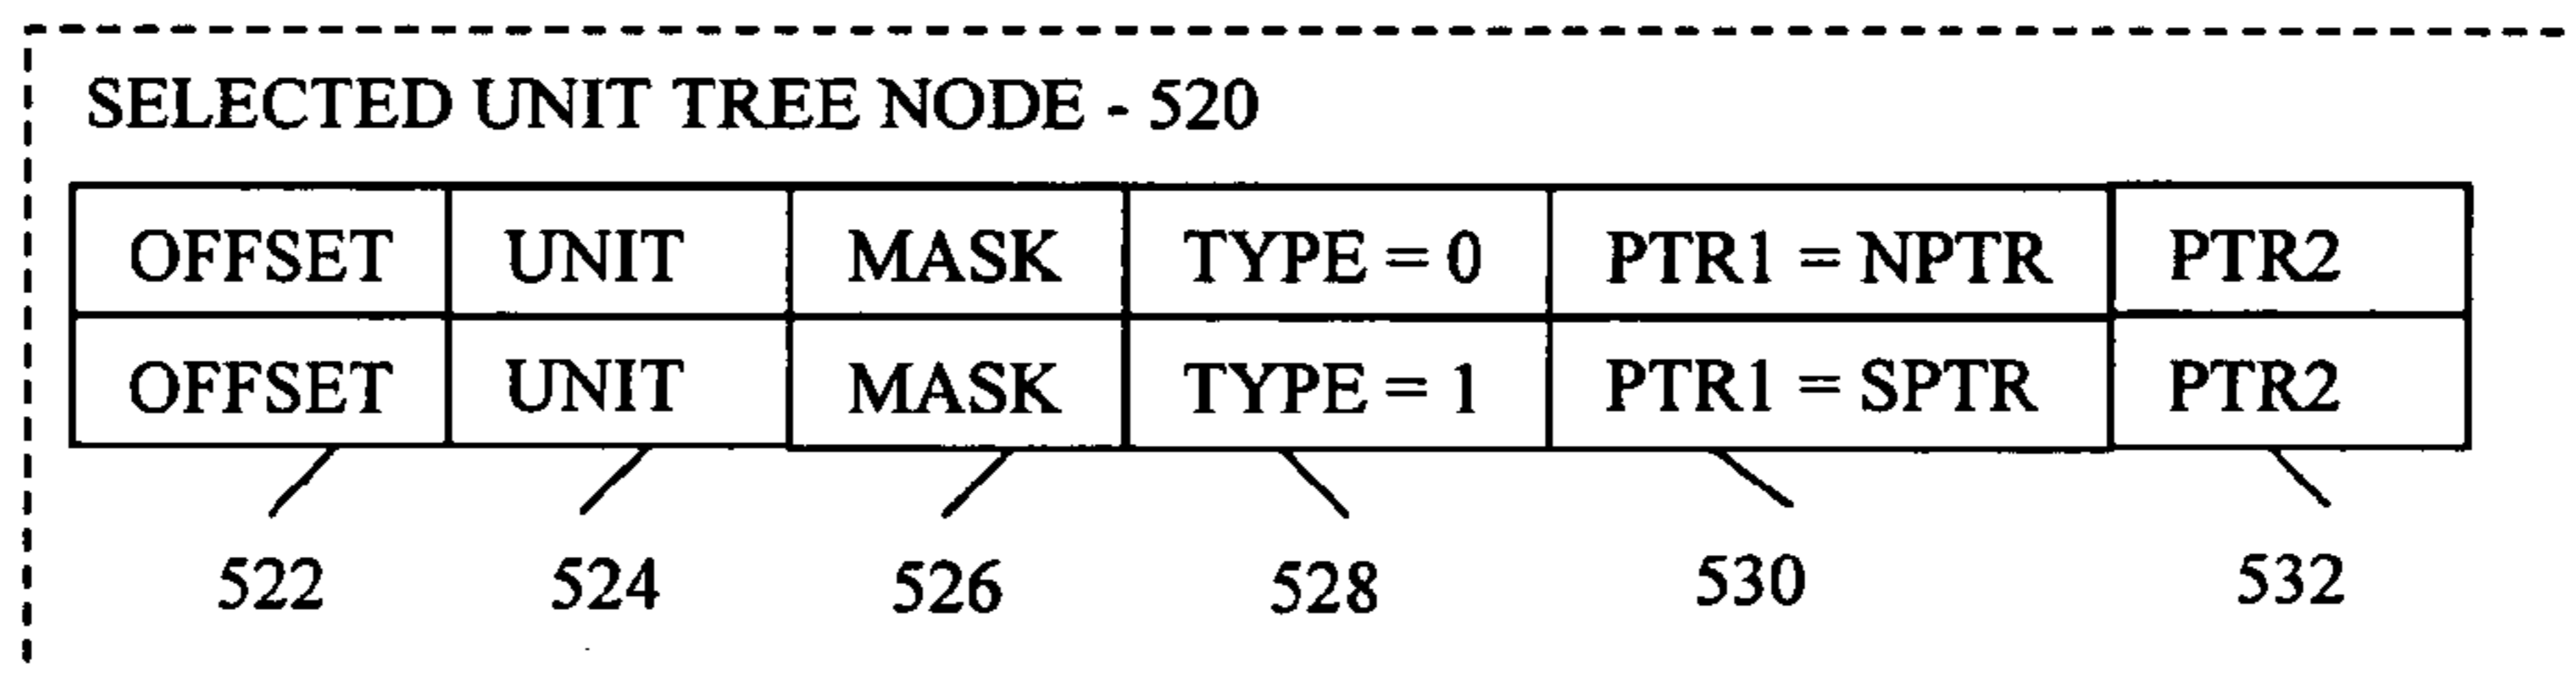 SELECTED UNIT TREE NODE - 520
OFFSET UNIT MASK TYPE = 0 PTR1 = NPTR PTR2
OFFSET UNIT MASK TYPE = 1 PTR1 = SPTR PTR2
522 524 526 528 530 532